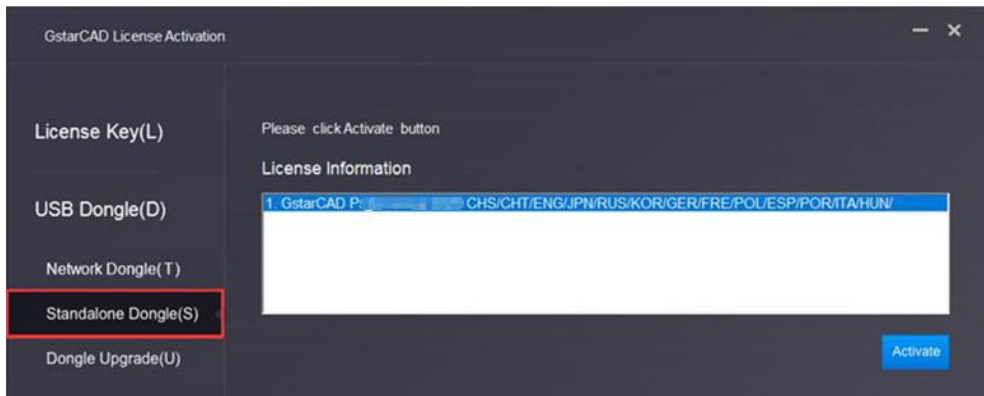 GstarCAD License Activation
License Key(L)
USB Dongle(D)
Network Dongle(T)
Standalone Dongle(S)
Dongle Upgrade(U)
Please click Activate button
License Information
1. GstarCAD CHS/CHT/ENG/JPN/RUS/KOR/GER/FRE/POL/ESP/POR/ITA/HUN/
Activate